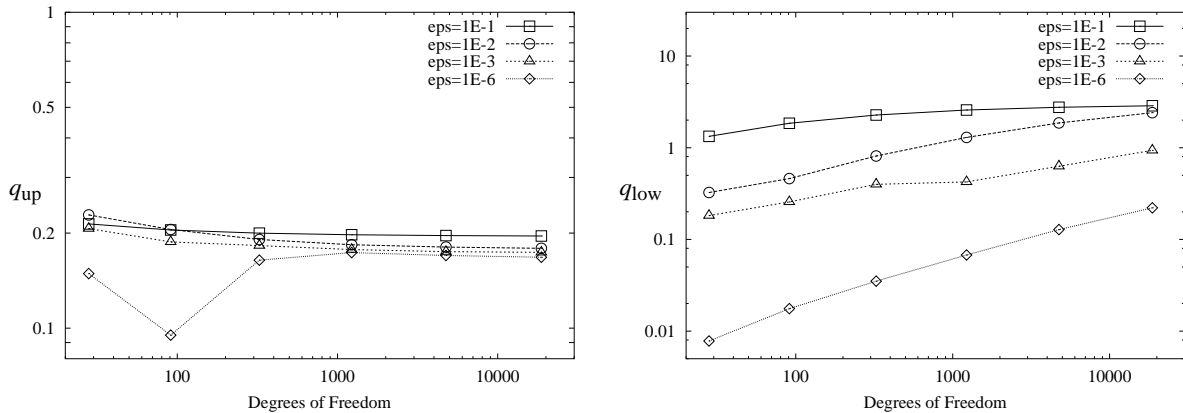 1
0.5
0.2
0.1
q_up
100
1000
10000
Degrees of Freedom
eps=1E-1
eps=1E-2
eps=1E-3
eps=1E-6
10
1
0.1
0.01
q_low
100
1000
10000
Degrees of Freedom
eps=1E-1
eps=1E-2
eps=1E-3
eps=1E-6